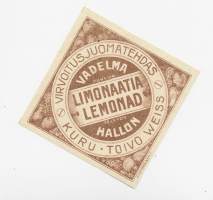 VIRVOITUSJUOMATEHDAS
VADELMA
LIMONAATIA
LEMONAD
HALLON
KURU · TOIVO WEISS